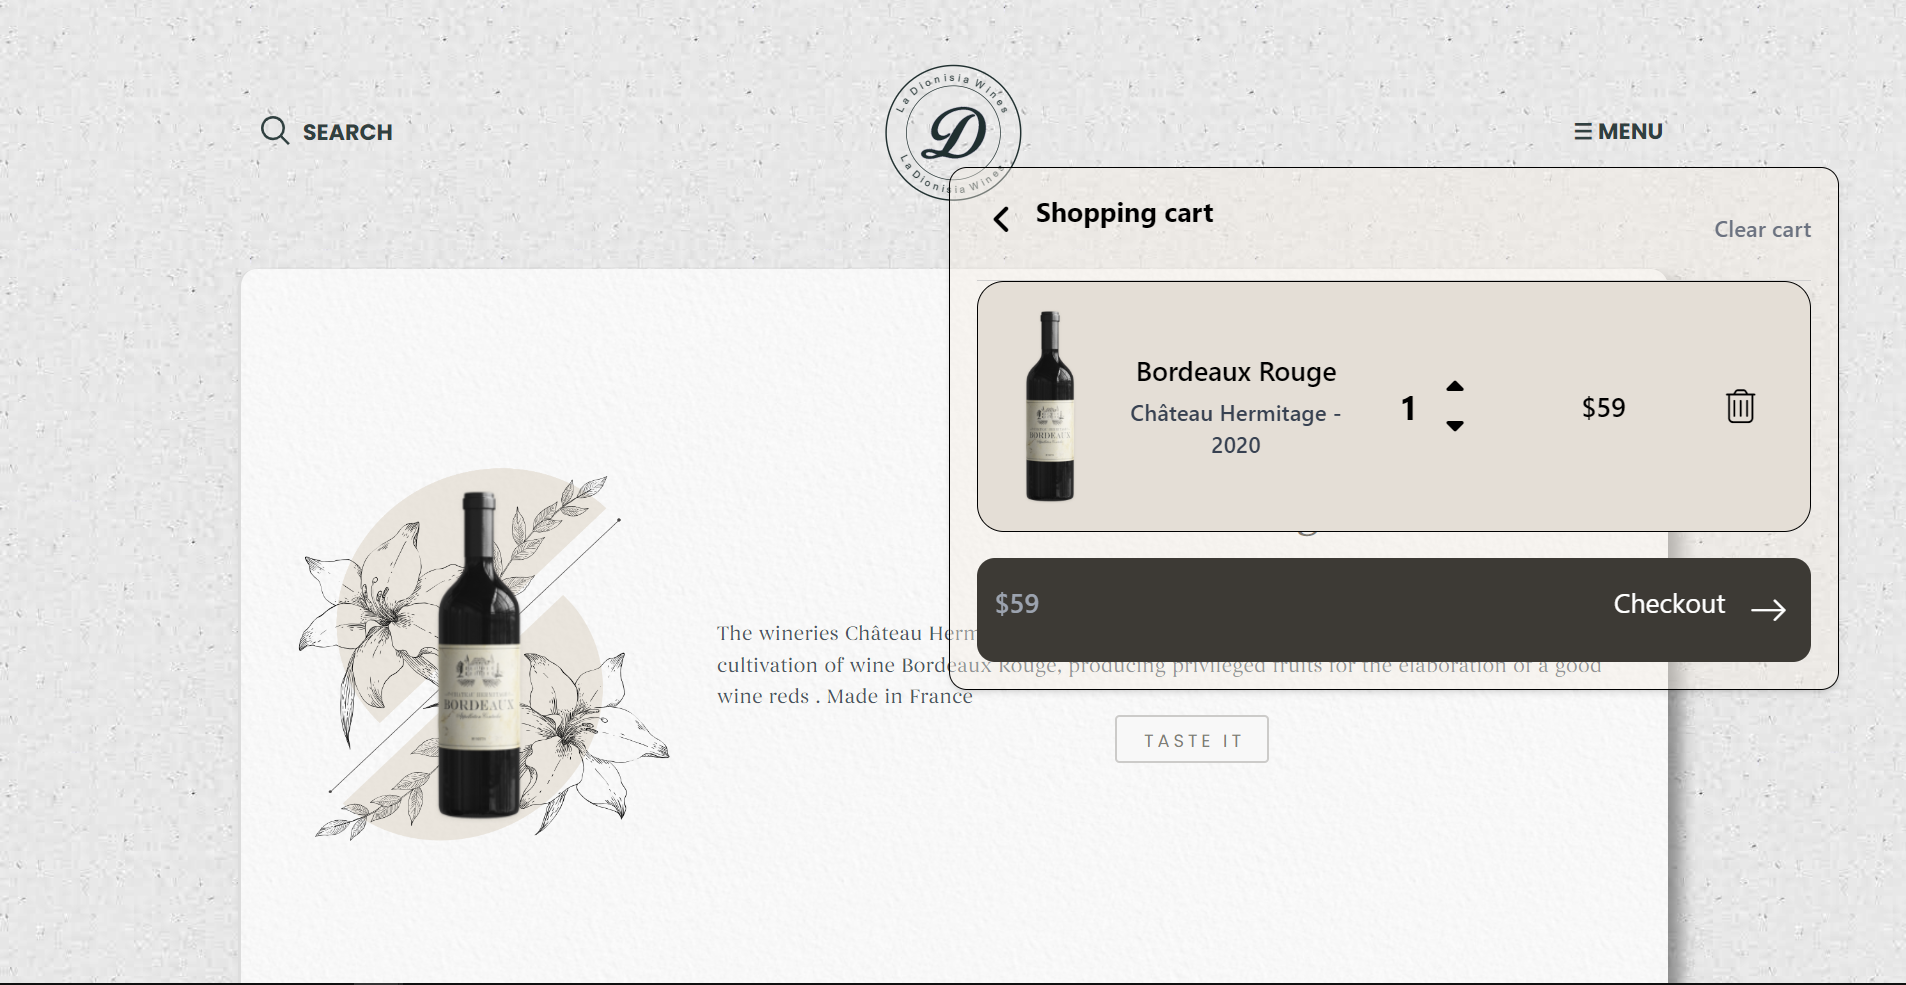 La Dionisia Wines
D
La Dionisia Wines
SEARCH
MENU
Shopping cart
Clear cart
BORDEAUX
Bordeaux Rouge
Château Hermitage -
2020
1
$59
$59
Checkout
The wineries Château Herm
cultivation of wine Bordeaux Rouge, producing privileged fruits for the elaboration of a good
wine reds . Made in France
CHATEAU HERMITAGE
BORDEAUX
TASTE IT